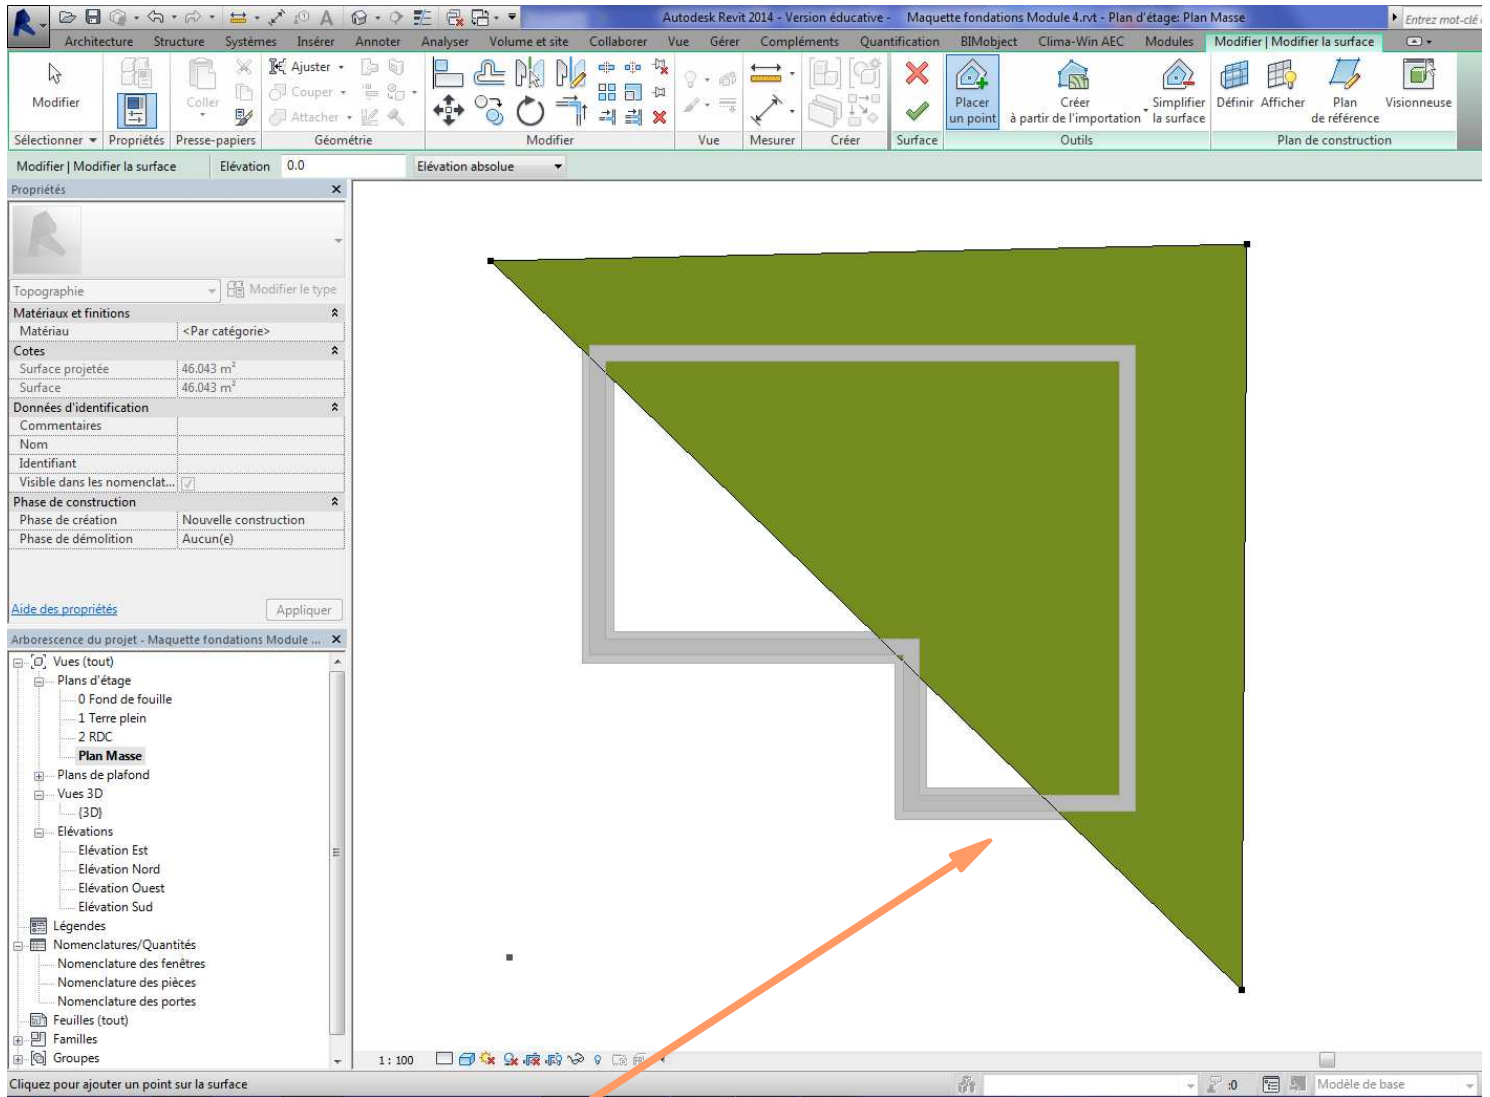 Autodesk Revit 2014 - Version éducative - Maquette fondations Module 4.rvt - Plan d'étage: Plan Masse
Entrez mot-clé
Architecture Structure Systèmes Insérer Annoter Analyser Volume et site Collaborer Vue Gérer Compléments Quantification BIMobject Clima-Win AEC Modules Modifier | Modifier la surface
Modifier
Coller
Ajuster
Couper
Attacher
Placer
un point
Créer
à partir de l'importation
Simplifier
la surface
Définir
Afficher
Plan
de référence
Visionneuse
Sélectionner Propriétés Presse-papiers Géométrie Modifier Vue Mesurer Créer Surface Outils Plan de construction
Modifier | Modifier la surface Elévation 0.0 Elévation absolue
Propriétés
Topographie Modifier le type
Matériaux et finitions
Matériau <Par catégorie>
Cotes
Surface projetée 46.043 m²
Surface 46.043 m²
Données d'identification
Commentaires
Nom
Identifiant
Visible dans les nomenclat...
Phase de construction
Phase de création Nouvelle construction
Phase de démolition Aucun(e)
Aide des propriétés Appliquer
Arborescence du projet - Maquette fondations Module ...
Vues (tout)
Plans d'étage
0 Fond de fouille
1 Terre plein
2 RDC
Plan Masse
Plans de plafond
Vues 3D
{3D}
Elévations
Elévation Est
Elévation Nord
Elévation Ouest
Elévation Sud
Légendes
Nomenclatures/Quantités
Nomenclature des fenêtres
Nomenclature des pièces
Nomenclature des portes
Feuilles (tout)
Familles
Groupes
1 : 100
Cliquez pour ajouter un point sur la surface
:0
Modèle de base